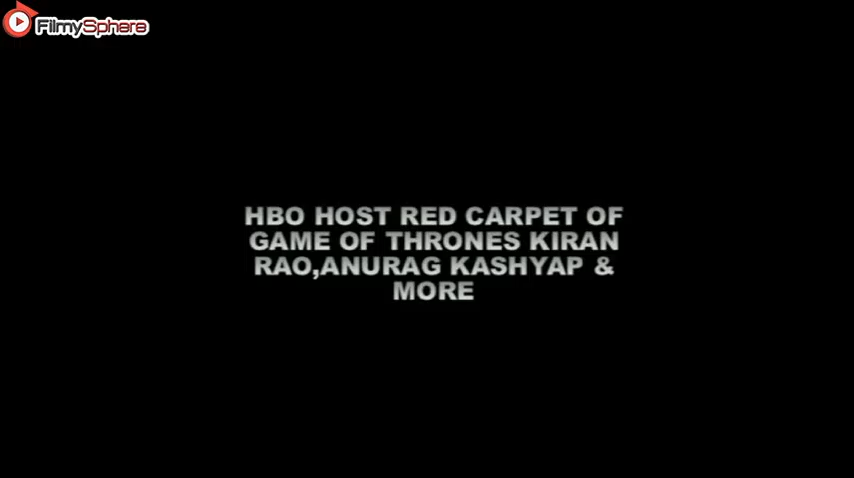 FilmySphere
HBO HOST RED CARPET OF
GAME OF THRONES KIRAN
RAO,ANURAG KASHYAP &
MORE